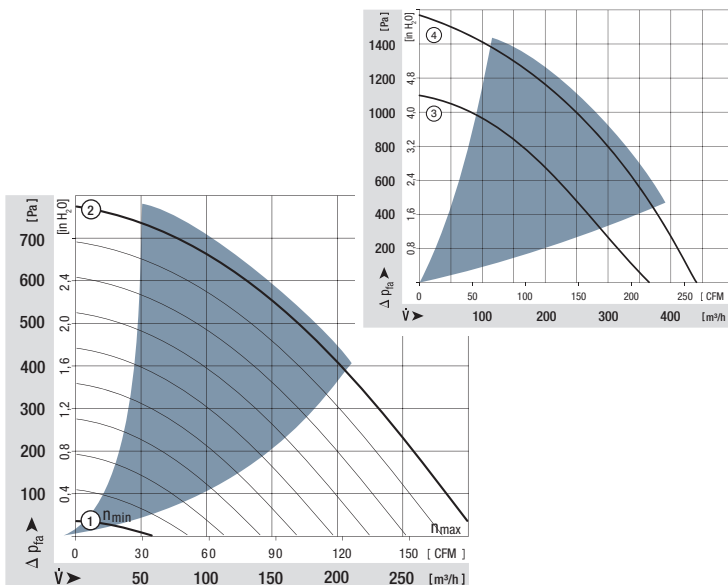 [Pa]
[in H2O]
1400
1200
1000
800
600
400
200
4,8
4,0
3,2
2,4
1,6
0,8
4
3
Δ pfa
0 50 100 150 200 250 [ CFM
V̇ 100 200 300 400 [m³/h
[Pa]
[in H2O]
700
600
500
400
300
200
100
2,4
2,0
1,6
1,2
0,8
0,4
2
1 nmin
nmax
Δ pfa
0 30 60 90 120 150 [ CFM]
V̇ 50 100 150 200 250 [m³/h]